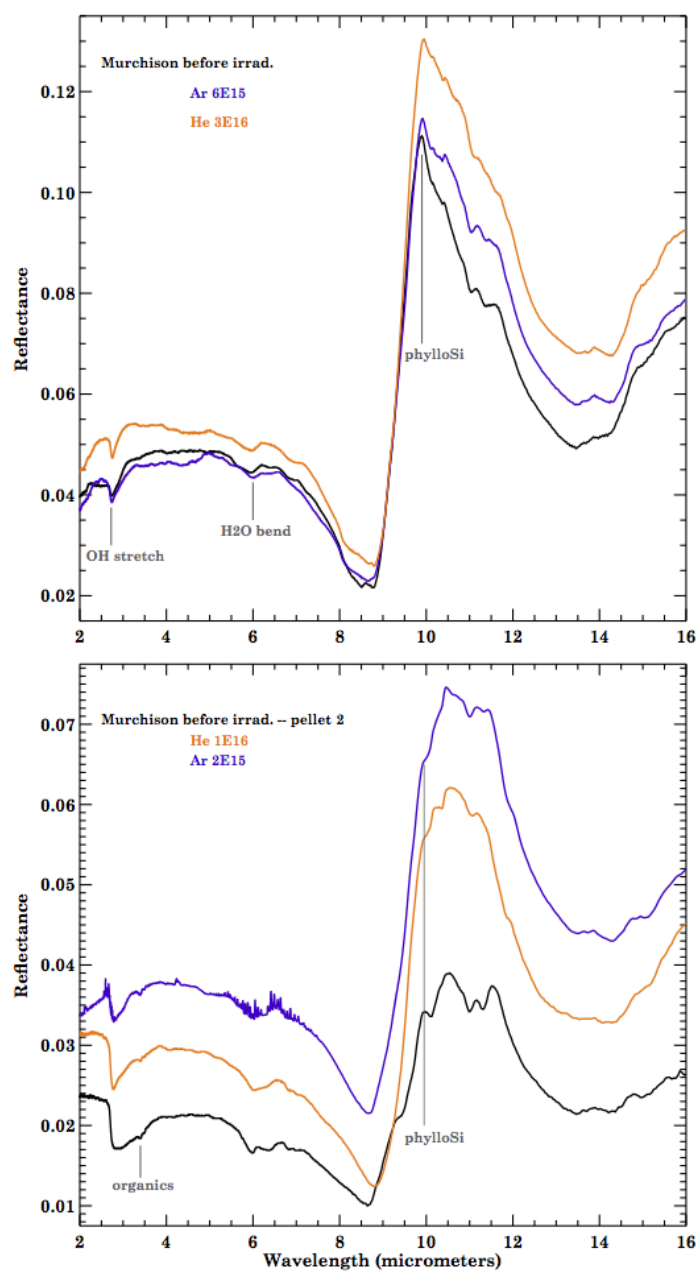 Murchison before irrad.
Ar 6E15
He 3E16
0.12
0.10
0.08
0.06
0.04
0.02
Reflectance
phylloSi
H2O bend
OH stretch
2 4 6 8 10 12 14 16
Murchison before irrad. -- pellet 2
He 1E16
Ar 2E15
0.07
0.06
0.05
0.04
0.03
0.02
0.01
Reflectance
phylloSi
organics
2 4 6 8 10 12 14 16
Wavelength (micrometers)